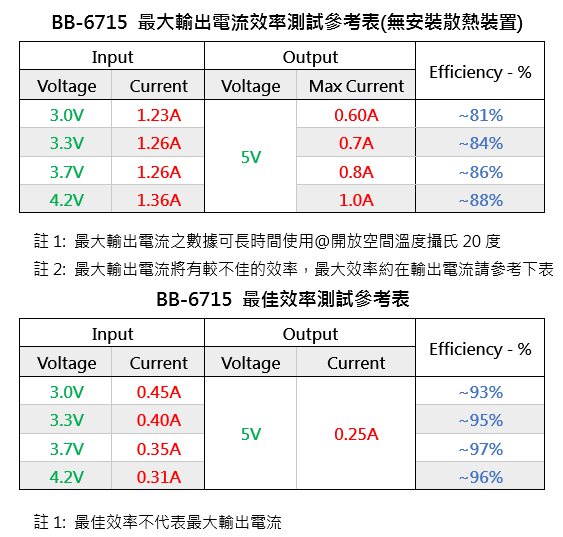 BB-6715 最大輸出電流效率測試參考表(無安裝散熱裝置)
Input Output Efficiency - %
Voltage Current Voltage Max Current
3.0V 1.23A 5V 0.60A ~81%
3.3V 1.26A 0.7A ~84%
3.7V 1.26A 0.8A ~86%
4.2V 1.36A 1.0A ~88%
註 1: 最大輸出電流之數據可長時間使用@開放空間溫度攝氏 20 度
註 2: 最大輸出電流將有較不佳的效率，最大效率約在輸出電流請參考下表
BB-6715 最佳效率測試參考表
Input Output Efficiency - %
Voltage Current Voltage Current
3.0V 0.45A 5V 0.25A ~93%
3.3V 0.40A ~95%
3.7V 0.35A ~97%
4.2V 0.31A ~96%
註 1: 最佳效率不代表最大輸出電流